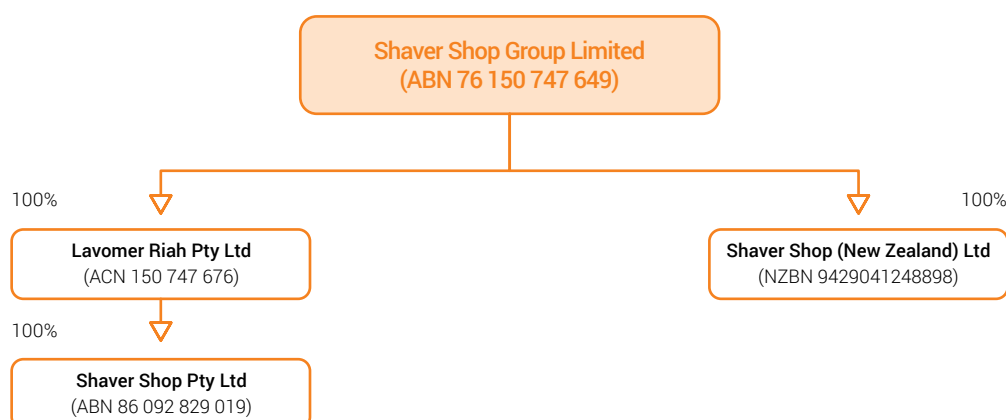 Shaver Shop Group Limited
(ABN 76 150 747 649)
100%
100%
Lavomer Riah Pty Ltd
(ACN 150 747 676)
Shaver Shop (New Zealand) Ltd
(NZBN 9429041248898)
100%
Shaver Shop Pty Ltd
(ABN 86 092 829 019)